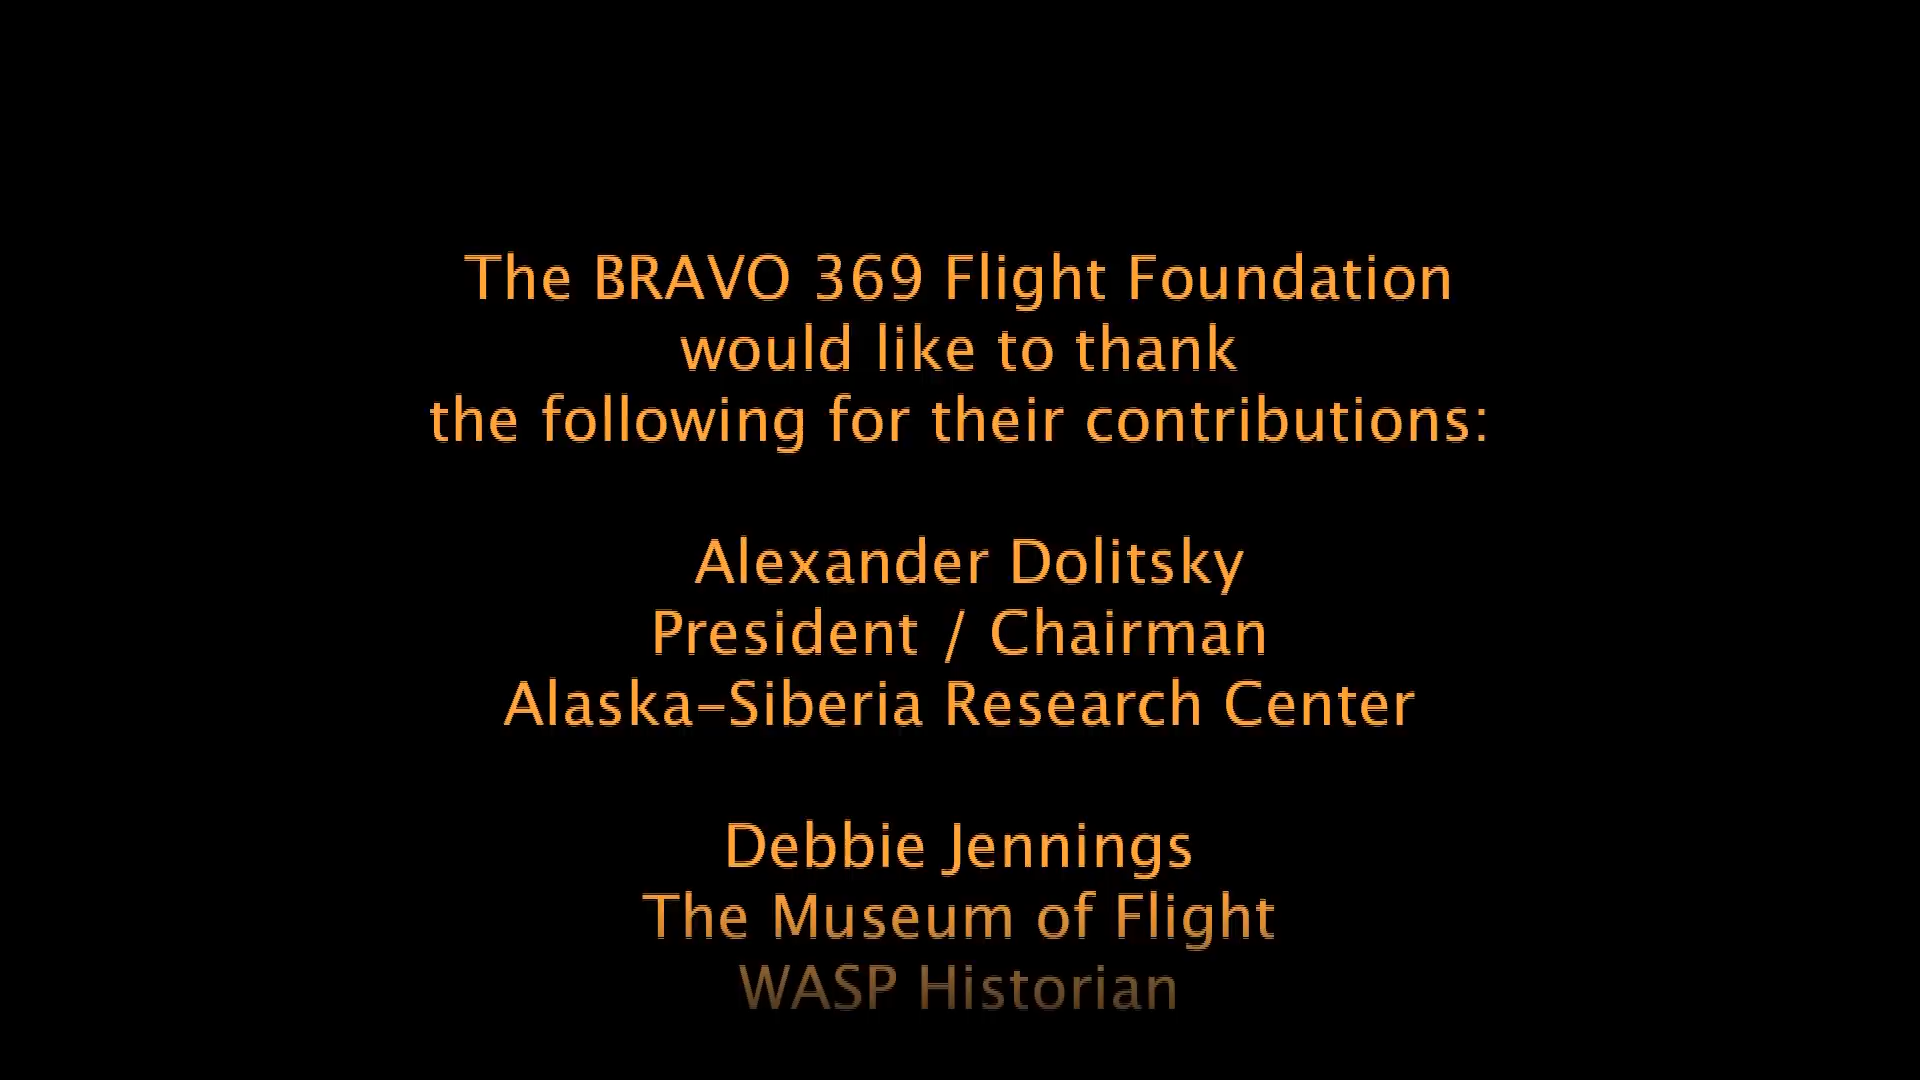 The BRAVO 369 Flight Foundation
would like to thank
the following for their contributions:
Alexander Dolitsky
President / Chairman
Alaska-Siberia Research Center
Debbie Jennings
The Museum of Flight
WASP Historian